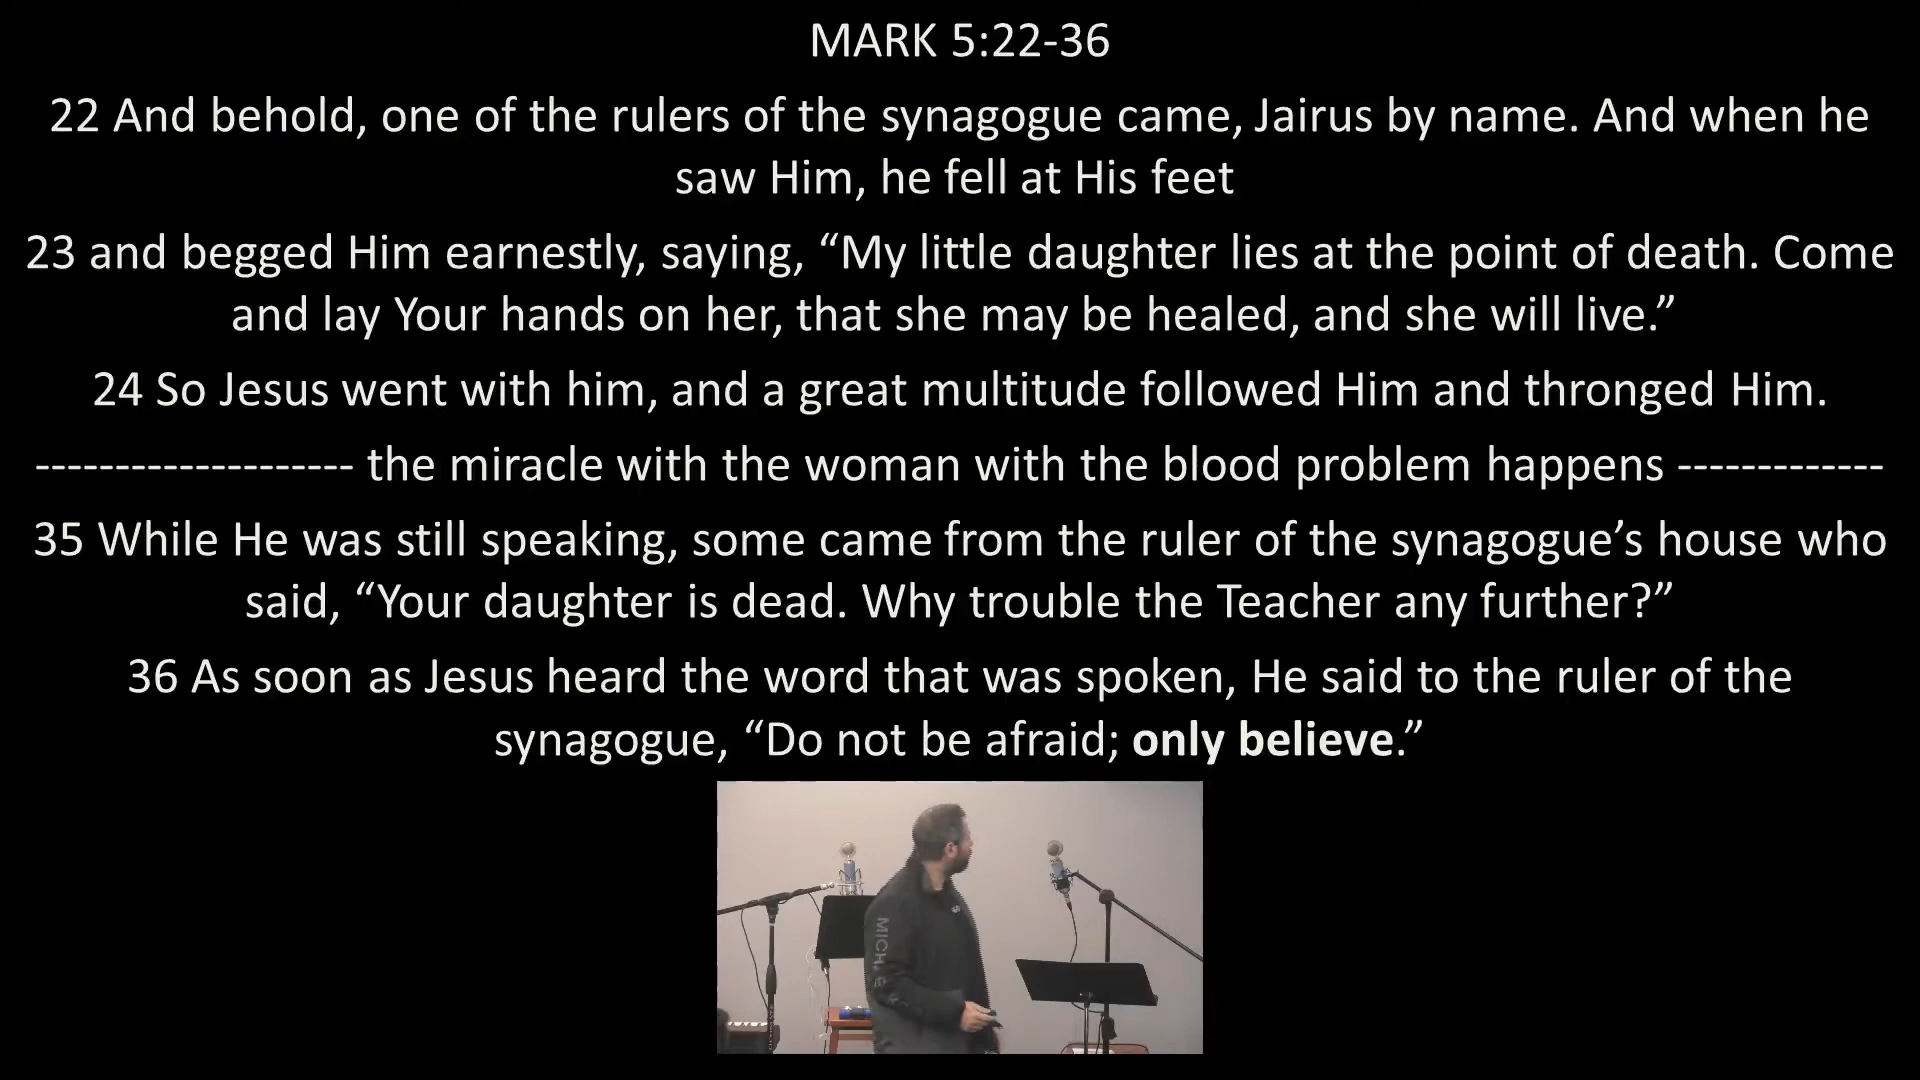 MARK 5:22-36
22 And behold, one of the rulers of the synagogue came, Jairus by name. And when he
saw Him, he fell at His feet
23 and begged Him earnestly, saying, “My little daughter lies at the point of death. Come
and lay Your hands on her, that she may be healed, and she will live.”
24 So Jesus went with him, and a great multitude followed Him and thronged Him.
-------------------- the miracle with the woman with the blood problem happens -------------
35 While He was still speaking, some came from the ruler of the synagogue’s house who
said, “Your daughter is dead. Why trouble the Teacher any further?”
36 As soon as Jesus heard the word that was spoken, He said to the ruler of the
synagogue, “Do not be afraid; only believe.”